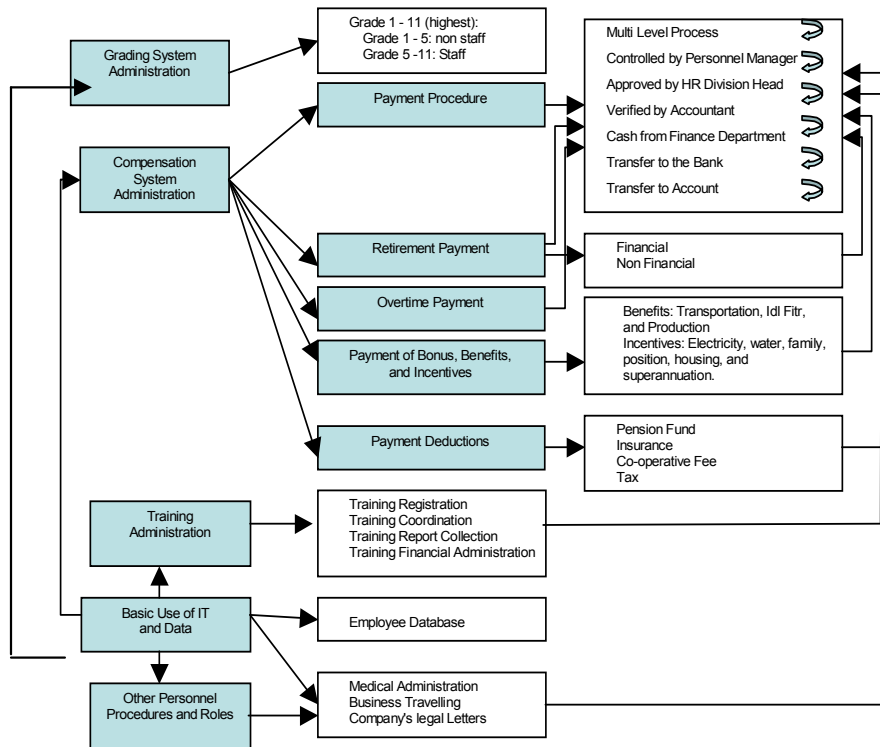 Grading System
Administration
Grade 1 - 11 (highest):
Grade 1 - 5: non staff
Grade 5 -11: Staff
Multi Level Process
Controlled by Personnel Manager
Approved by HR Division Head
Verified by Accountant
Cash from Finance Department
Transfer to the Bank
Transfer to Account
Payment Procedure
Compensation
System
Administration
Retirement Payment
Financial
Non Financial
Overtime Payment
Benefits: Transportation, Idl Fitr,
and Production
Incentives: Electricity, water, family,
position, housing, and
superannuation.
Payment of Bonus, Benefits,
and Incentives
Payment Deductions
Pension Fund
Insurance
Co-operative Fee
Tax
Training
Administration
Training Registration
Training Coordination
Training Report Collection
Training Financial Administration
Basic Use of IT
and Data
Employee Database
Other Personnel
Procedures and Roles
Medical Administration
Business Travelling
Company's legal Letters